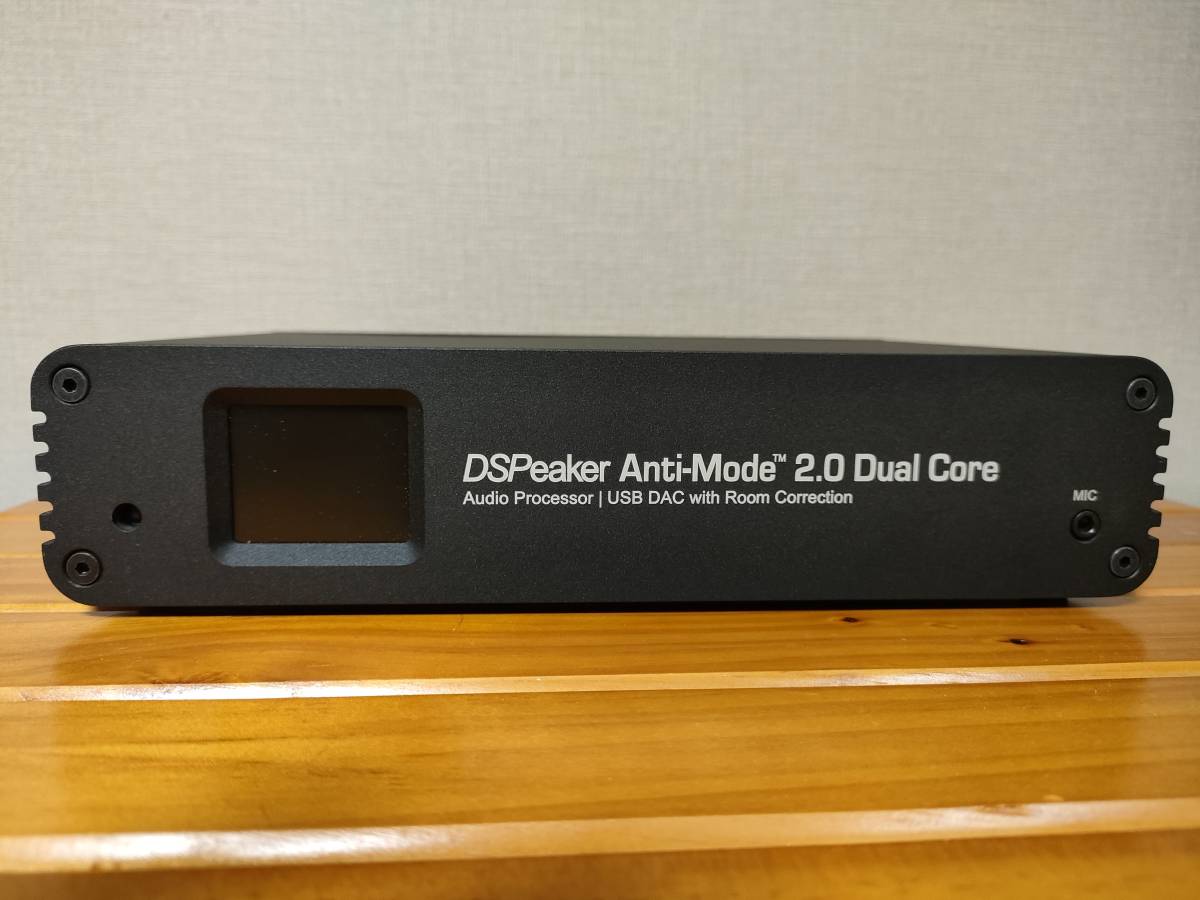 DSPeaker Anti-Mode™ 2.0 Dual Core
Audio Processor | USB DAC with Room Correction
MIC